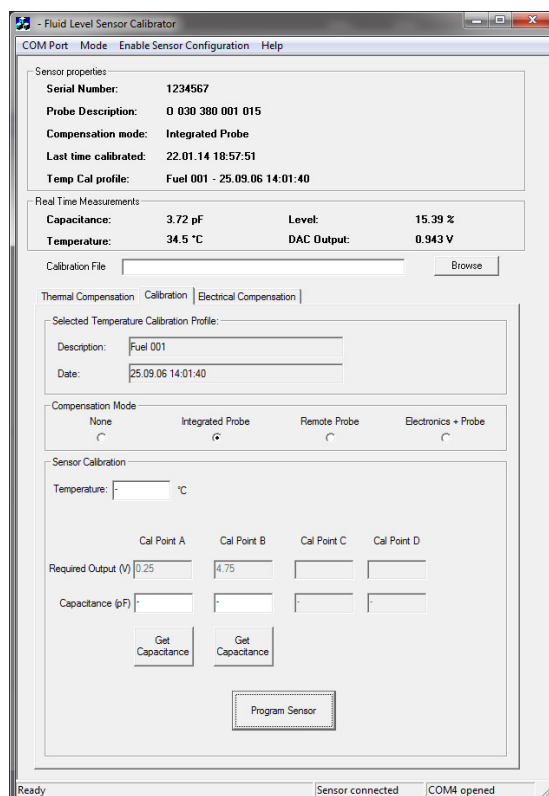 - Fluid Level Sensor Calibrator
COM Port Mode Enable Sensor Configuration Help
Sensor properties
Serial Number: 1234567
Probe Description: O 030 380 001 015
Compensation mode: Integrated Probe
Last time calibrated: 22.01.14 18:57:51
Temp Cal profile: Fuel 001 - 25.09.06 14:01:40
Real Time Measurements
Capacitance: 3.72 pF Level: 15.39 %
Temperature: 34.5 °C DAC Output: 0.943 V
Calibration File Browse
Thermal Compensation Calibration Electrical Compensation
Selected Temperature Calibration Profile:
Description: Fuel 001
Date: 25.09.06 14:01:40
Compensation Mode
None Integrated Probe Remote Probe Electronics + Probe
Sensor Calibration
Temperature: - °C
Cal Point A Cal Point B Cal Point C Cal Point D
Required Output (V) 0.25 4.75
Capacitance (pF) - - - -
Get Get
Capacitance Capacitance
Program Sensor
Ready Sensor connected COM4 opened